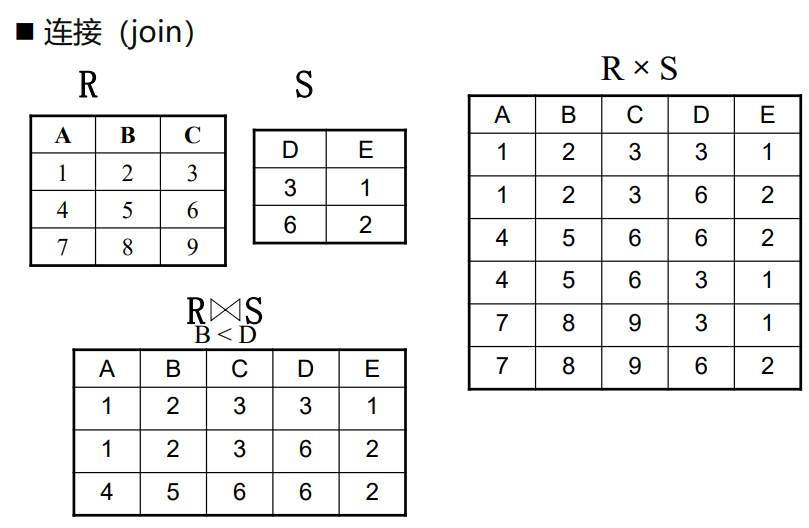 ■ 连接（join）
R
A B C
1 2 3
4 5 6
7 8 9
S
D E
3 1
6 2
R × S
A B C D E
1 2 3 3 1
1 2 3 6 2
4 5 6 6 2
4 5 6 3 1
7 8 9 3 1
7 8 9 6 2
R⋈S
B < D
A B C D E
1 2 3 3 1
1 2 3 6 2
4 5 6 6 2